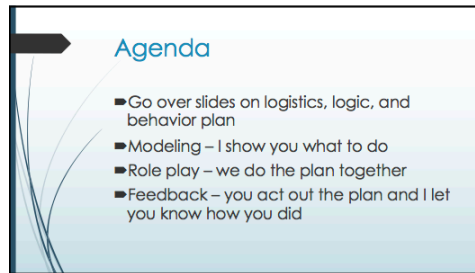 Agenda
Go over slides on logistics, logic, and
behavior plan
Modeling – I show you what to do
Role play – we do the plan together
Feedback – you act out the plan and I let
you know how you did